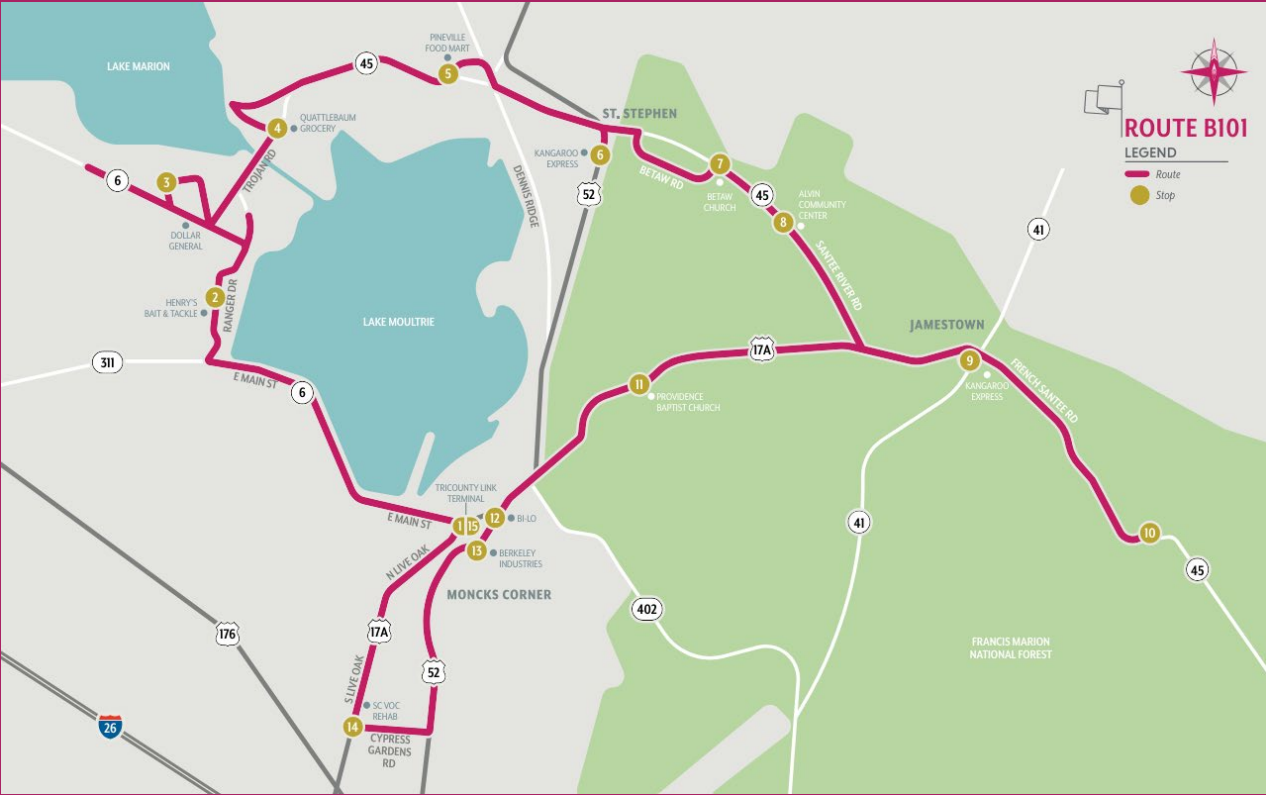 LAKE MARION
PINEVILLE
FOOD MART
45
5
ROUTE B101
LEGEND
Route
Stop
4
QUATTLEBAUM
GROCERY
ST. STEPHEN
KANGAROO
EXPRESS
6
52
TROJAN RD
6
3
DOLLAR
GENERAL
DENNIS RIDGE
BETAW RD
7
BETAW
CHURCH
45
8
ALVIN
COMMUNITY
CENTER
SANTEE RIVER RD
41
2
HENRY'S
BAIT & TACKLE
RANGER DR
LAKE MOULTRIE
JAMESTOWN
17A
311
E MAIN ST
6
9
KANGAROO
EXPRESS
FRENCH SANTEE RD
11
PROVIDENCE
BAPTIST CHURCH
TRICOUNTY LINK
TERMINAL
E MAIN ST
1
15
12
BI-LO
13
BERKELEY
INDUSTRIES
N LIVE OAK
MONCKS CORNER
41
10
45
402
176
17A
52
S LIVE OAK
SC VOC
REHAB
14
CYPRESS
GARDENS
RD
26
FRANCIS MARION
NATIONAL FOREST